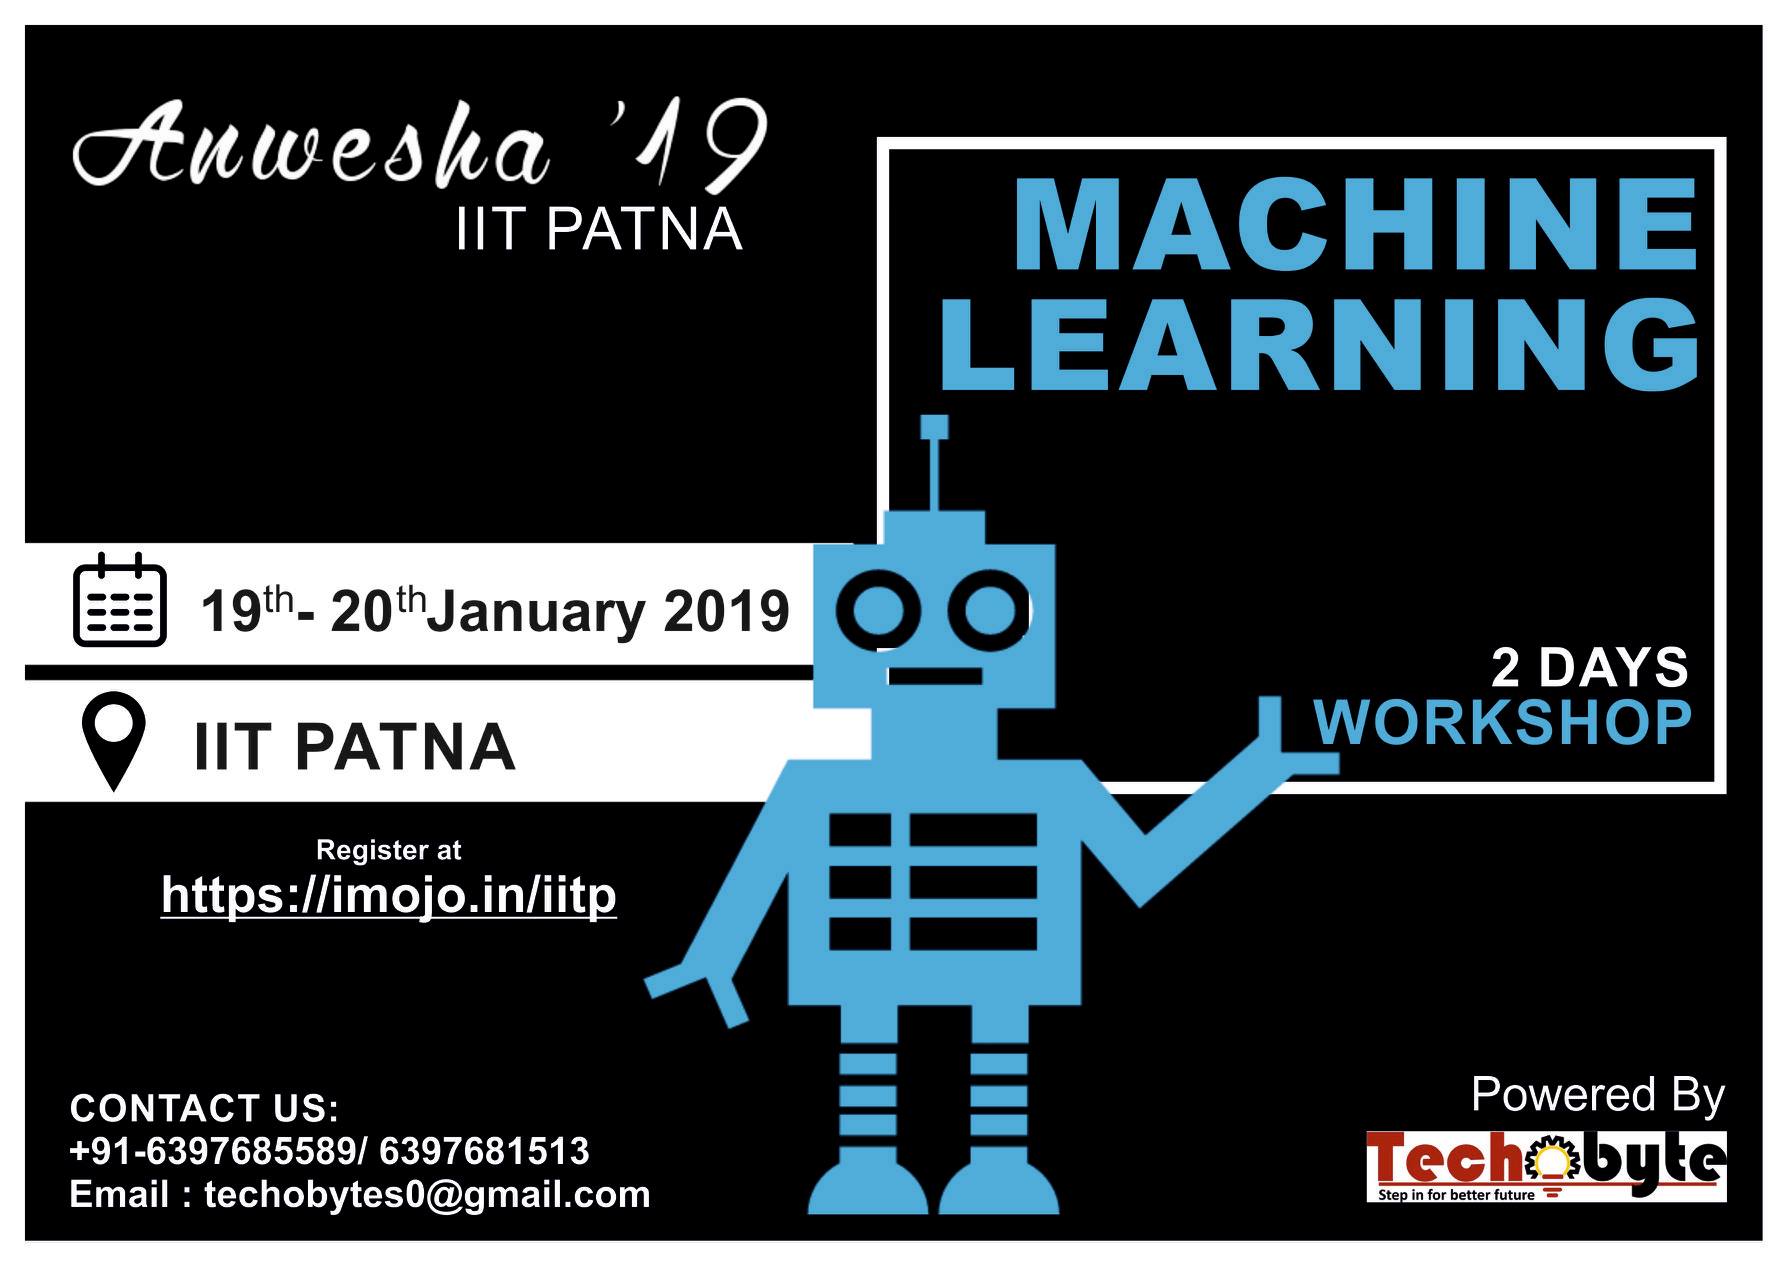 Anwesha '19
IIT PATNA
MACHINE
LEARNING
19th- 20thJanuary 2019
IIT PATNA
2 DAYS
WORKSHOP
Register at
https://imojo.in/iitp
CONTACT US:
+91-6397685589/ 6397681513
Email : techobytes0@gmail.com
Powered By
Techobyte
Step in for better future